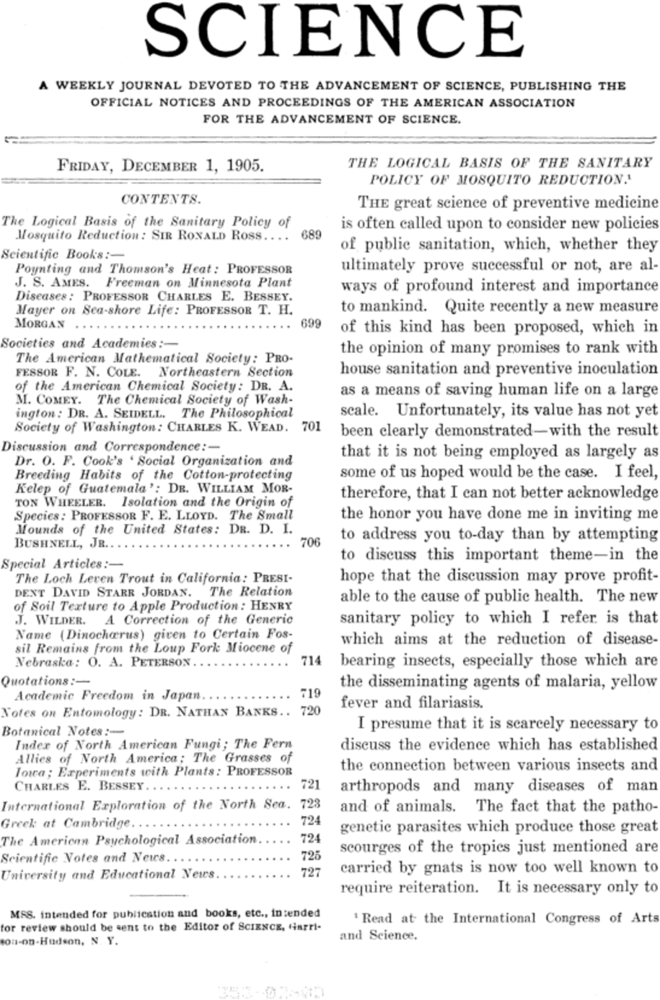 SCIENCE
A WEEKLY JOURNAL DEVOTED TO THE ADVANCEMENT OF SCIENCE, PUBLISHING THE
OFFICIAL NOTICES AND PROCEEDINGS OF THE AMERICAN ASSOCIATION
FOR THE ADVANCEMENT OF SCIENCE.
FRIDAY, DECEMBER 1, 1905.
CONTENTS.
The Logical Basis of the Sanitary Policy of
Mosquito Reduction: SIR RONALD ROSS.... 689
Scientific Books:—
Poynting and Thomson's Heat: PROFESSOR
J. S. AMES. Freeman on Minnesota Plant
Diseases: PROFESSOR CHARLES E. BESSEY.
Mayer on Sea-shore Life: PROFESSOR T. H.
MORGAN ............................... 699
Societies and Academies:—
The American Mathematical Society: PRO-
FESSOR F. N. COLE. Northeastern Section
of the American Chemical Society: DR. A.
M. COMEY. The Chemical Society of Wash-
ington: DR. A. SEIDELL. The Philosophical
Society of Washington: CHARLES K. WEAD. 701
Discussion and Correspondence:—
Dr. O. F. Cook's 'Social Organization and
Breeding Habits of the Cotton-protecting
Kelep of Guatemala': DR. WILLIAM MOR-
TON WHEELER. Isolation and the Origin of
Species: PROFESSOR F. E. LLOYD. The Small
Mounds of the United States: DR. D. I.
BUSHNELL, JR.......................... 706
Special Articles:—
The Loch Leven Trout in California: PRESI-
DENT DAVID STARR JORDAN. The Relation
of Soil Texture to Apple Production: HENRY
J. WILDER. A Correction of the Generic
Name (Dinochœrus) given to Certain Fos-
sil Remains from the Loup Fork Miocene of
Nebraska: O. A. PETERSON.............. 714
Quotations:—
Academic Freedom in Japan............. 719
Notes on Entomology: DR. NATHAN BANKS.. 720
Botanical Notes:—
Index of North American Fungi; The Fern
Allies of North America; The Grasses of
Iowa; Experiments with Plants: PROFESSOR
CHARLES E. BESSEY..................... 721
International Exploration of the North Sea. 723
Greek at Cambridge....................... 724
The American Psychological Association..... 724
Scientific Notes and News.................. 725
University and Educational News........... 727
MSS. intended for publication and books, etc., intended
for review should be sent to the Editor of SCIENCE, Garri-
son-on-Hudson, N Y.
THE LOGICAL BASIS OF THE SANITARY
POLICY OF MOSQUITO REDUCTION.¹
THE great science of preventive medicine
is often called upon to consider new policies
of public sanitation, which, whether they
ultimately prove successful or not, are al-
ways of profound interest and importance
to mankind. Quite recently a new measure
of this kind has been proposed, which in
the opinion of many promises to rank with
house sanitation and preventive inoculation
as a means of saving human life on a large
scale. Unfortunately, its value has not yet
been clearly demonstrated—with the result
that it is not being employed as largely as
some of us hoped would be the case. I feel,
therefore, that I can not better acknowledge
the honor you have done me in inviting me
to address you to-day than by attempting
to discuss this important theme—in the
hope that the discussion may prove profit-
able to the cause of public health. The new
sanitary policy to which I refer is that
which aims at the reduction of disease-
bearing insects, especially those which are
the disseminating agents of malaria, yellow
fever and filariasis.
I presume that it is scarcely necessary to
discuss the evidence which has established
the connection between various insects and
arthropods and many diseases of man
and of animals. The fact that the patho-
genetic parasites which produce those great
scourges of the tropics just mentioned are
carried by gnats is now too well known to
require reiteration. It is necessary only to
¹ Read at the International Congress of Arts
and Science.